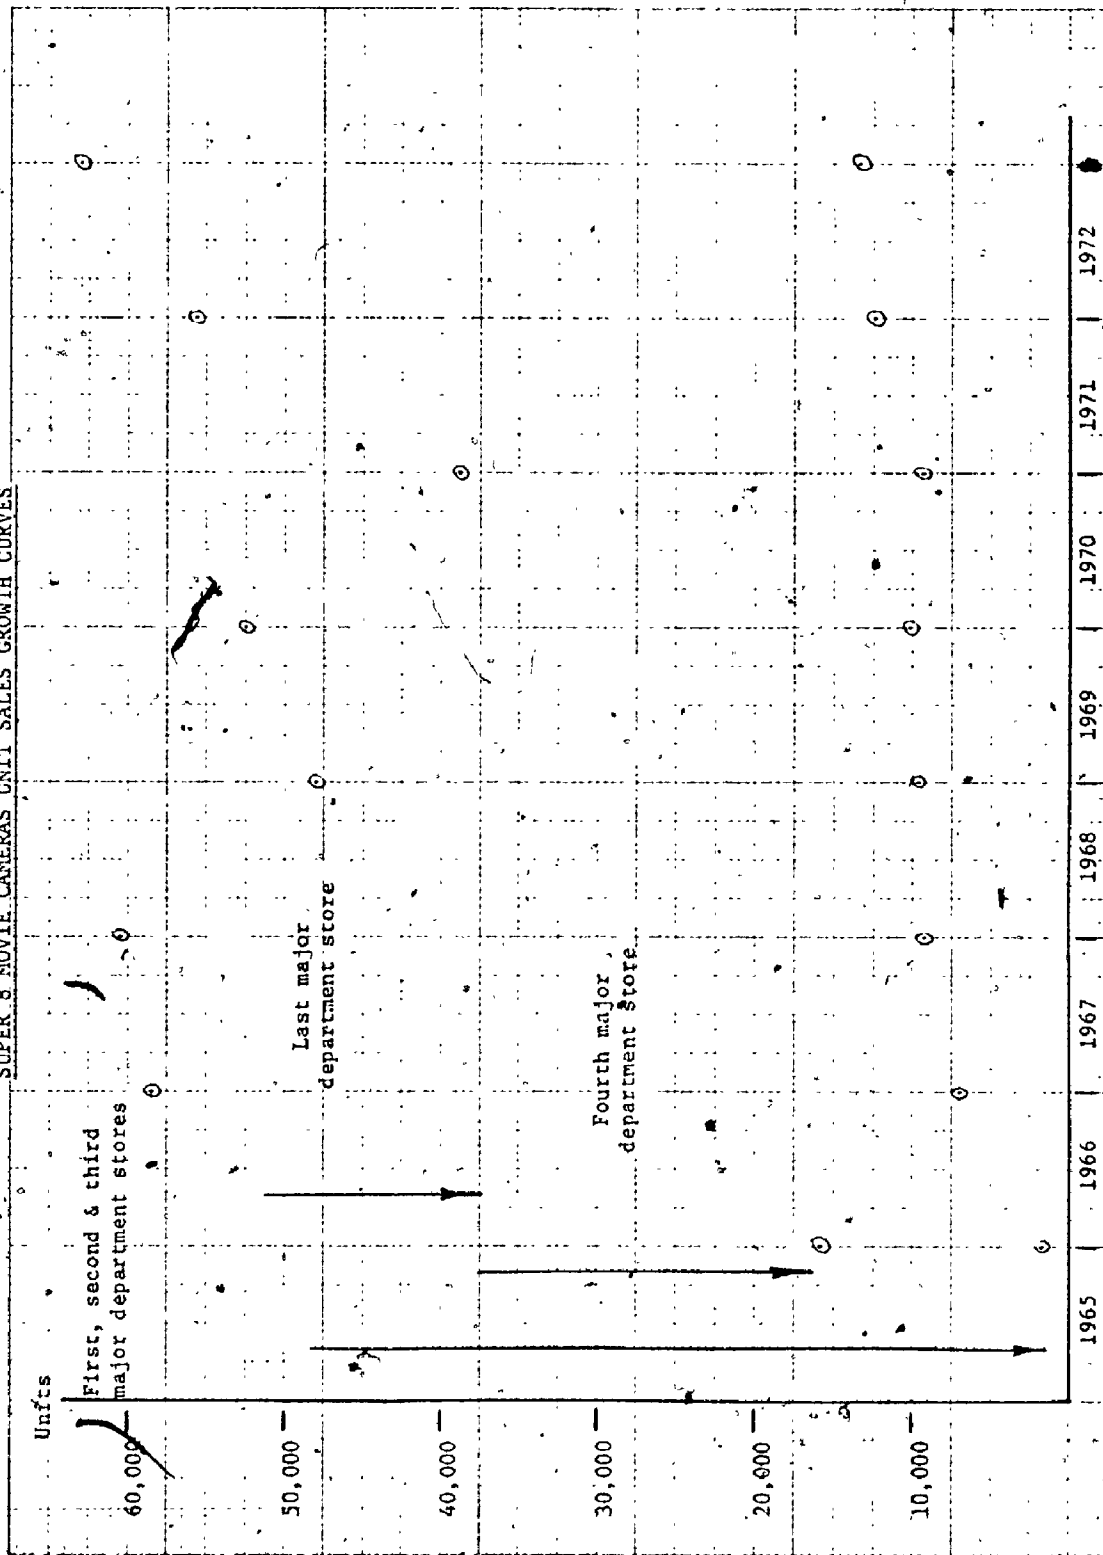 SUPER 8 MOVIE CAMERAS UNIT SALES GROWTH CURVES
Units
First, second & third
major department stores
Last major
department store
Fourth major
department store
60,000
50,000
40,000
30,000
20,000
10,000
1965
1966
1967
1968
1969
1970
1971
1972